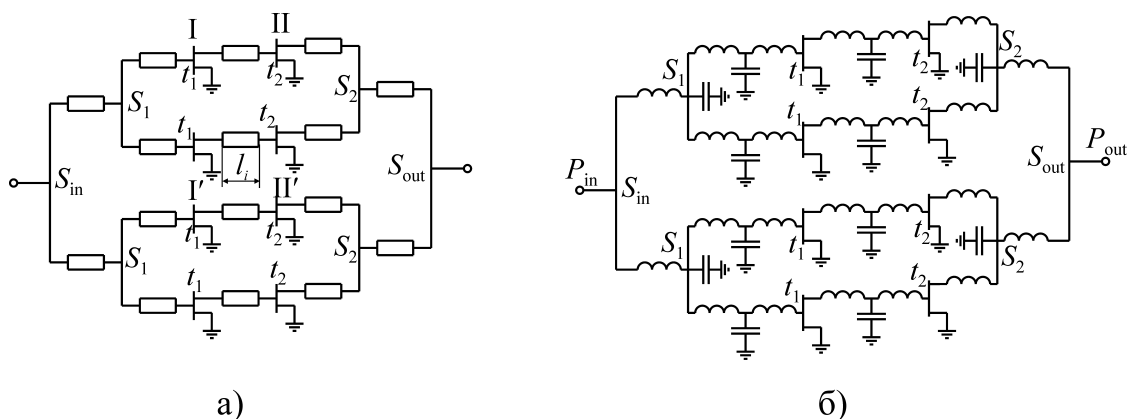 I II
t₁ t₂
S₁ S₂
t₁ t₂
lᵢ
Sᵢₙ Sₒᵤₜ
I′ II′
t₁ t₂
S₁ S₂
t₁ t₂
а)
S₂
S₁
t₁ t₂
t₁ t₂
Pᵢₙ Pₒᵤₜ
Sᵢₙ Sₒᵤₜ
S₁
t₁ t₂
S₂
t₁ t₂
б)